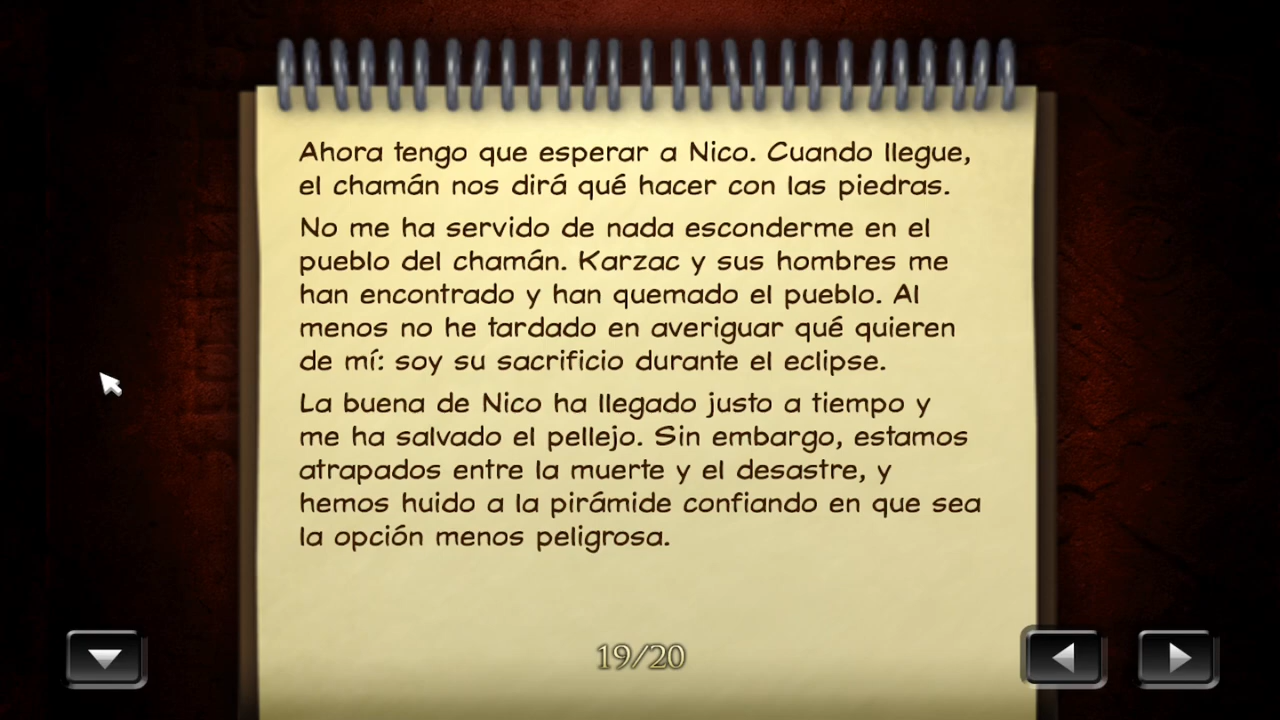 Ahora tengo que esperar a Nico. Cuando llegue,
el chamán nos dirá qué hacer con las piedras.
No me ha servido de nada esconderme en el
pueblo del chamán. Karzac y sus hombres me
han encontrado y han quemado el pueblo. Al
menos no he tardado en averiguar qué quieren
de mí: soy su sacrificio durante el eclipse.
La buena de Nico ha llegado justo a tiempo y
me ha salvado el pellejo. Sin embargo, estamos
atrapados entre la muerte y el desastre, y
hemos huido a la pirámide confiando en que sea
la opción menos peligrosa.
19/20